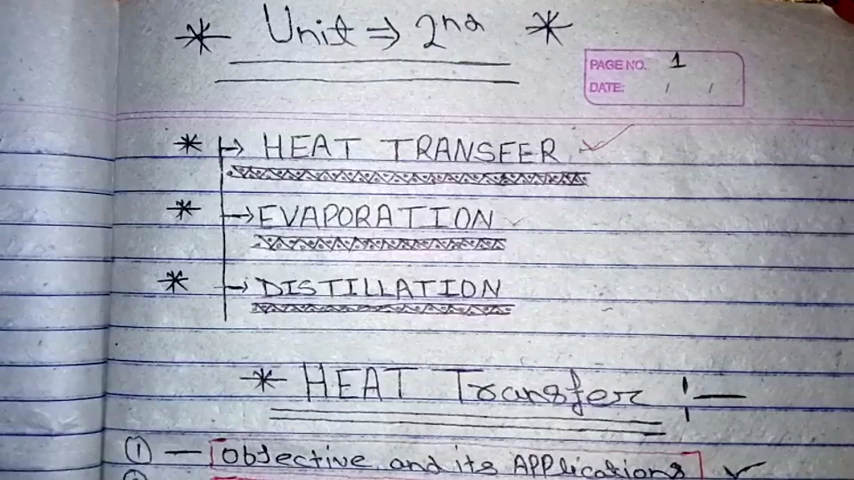 * Unit ⇒ 2nd *
PAGE NO. 1
DATE: / /
* → HEAT TRANSFER ✓
* → EVAPORATION ✓
* → DISTILLATION
* HEAT Transfer :—
① — Objective and its APPlications ✓